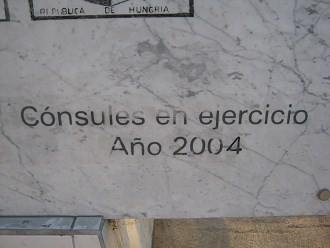 REPUBLICA DE HUNGRIA
Cónsules en ejercicio
Año 2004